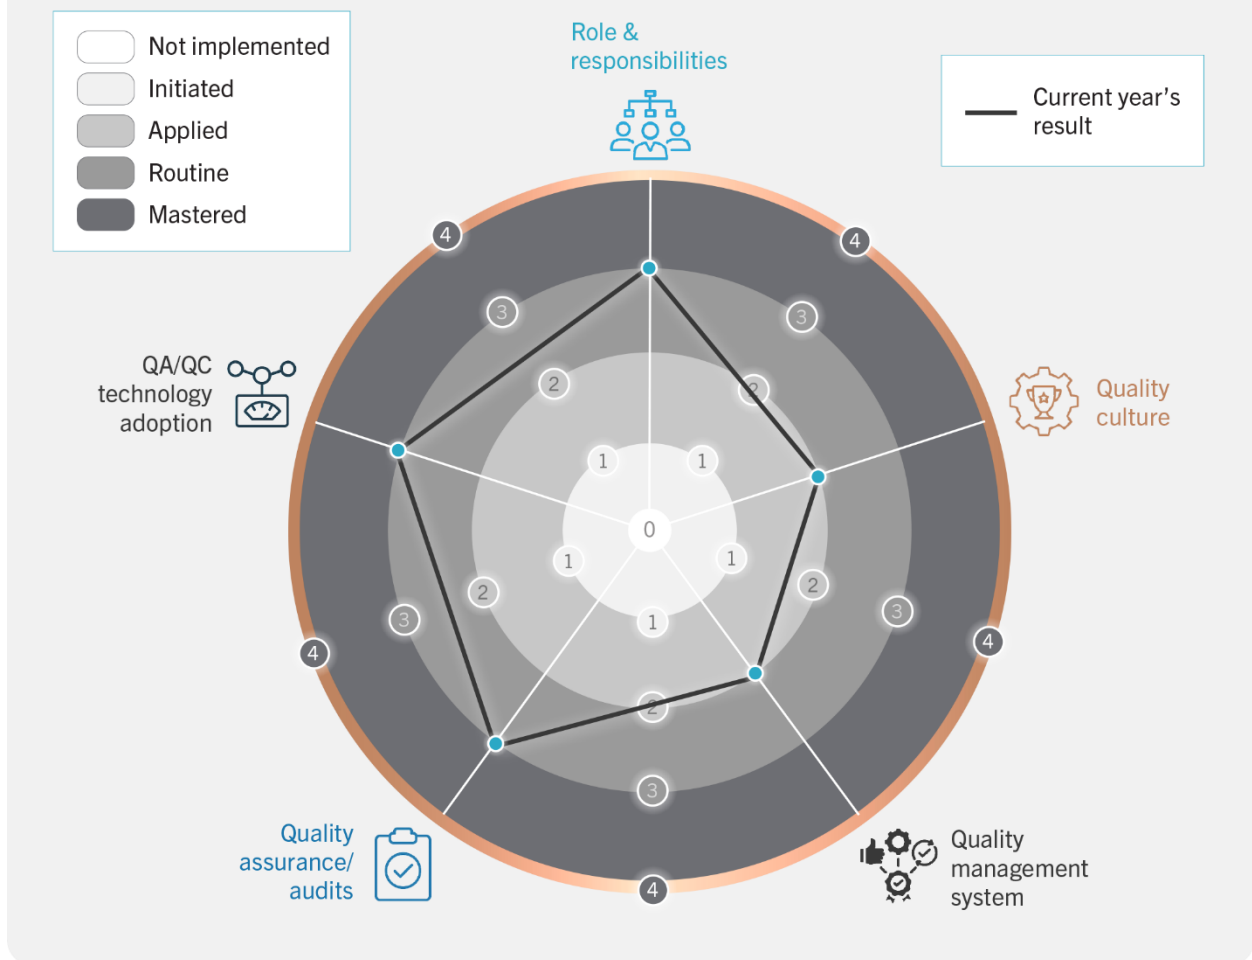 Not implemented
Initiated
Applied
Routine
Mastered
Role &
responsibilities
Current year's
result
4
4
3
3
QA/QC
technology
adoption
2
2
Quality
culture
1
1
0
1
1
2
2
3
3
1
4
4
2
3
Quality
assurance/
audits
Quality
management
system
4